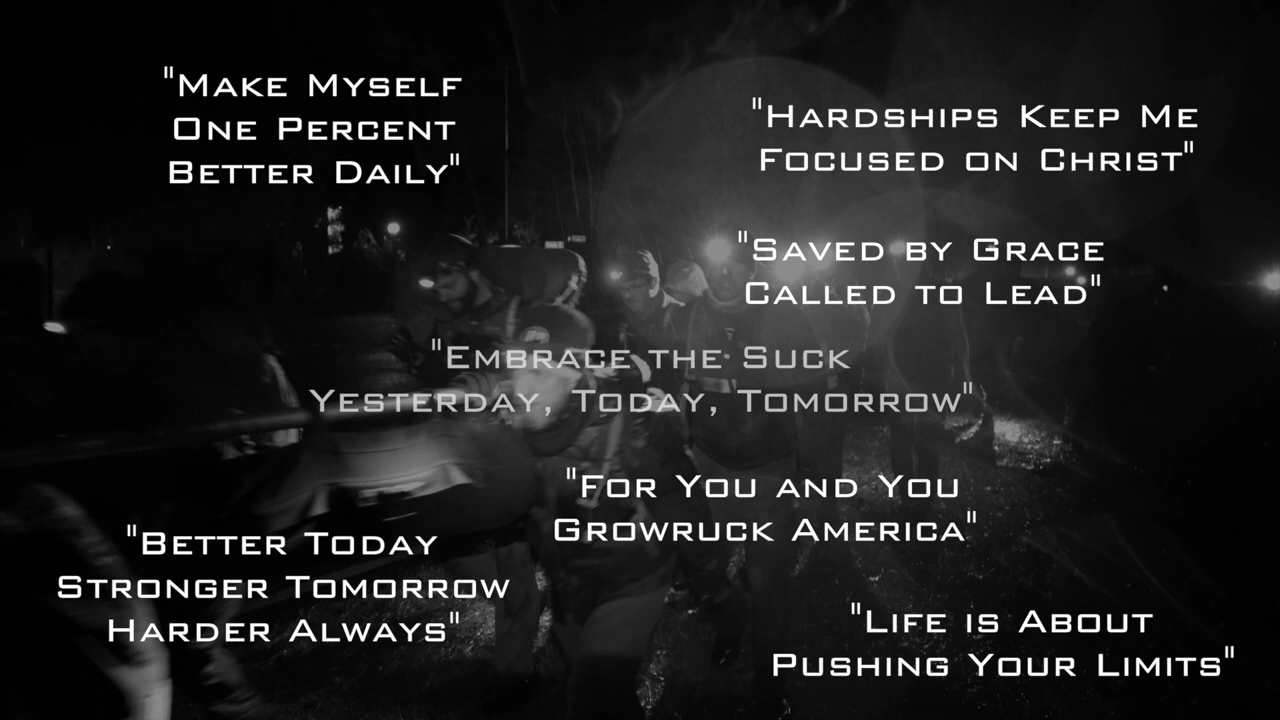 "Make Myself
One Percent
Better Daily"
"Hardships Keep Me
Focused on Christ"
"Saved by Grace
Called to Lead"
"Embrace the Suck
Yesterday, Today, Tomorrow"
"For You and You
Growruck America"
"Better Today
Stronger Tomorrow
Harder Always"
"Life is About
Pushing Your Limits"